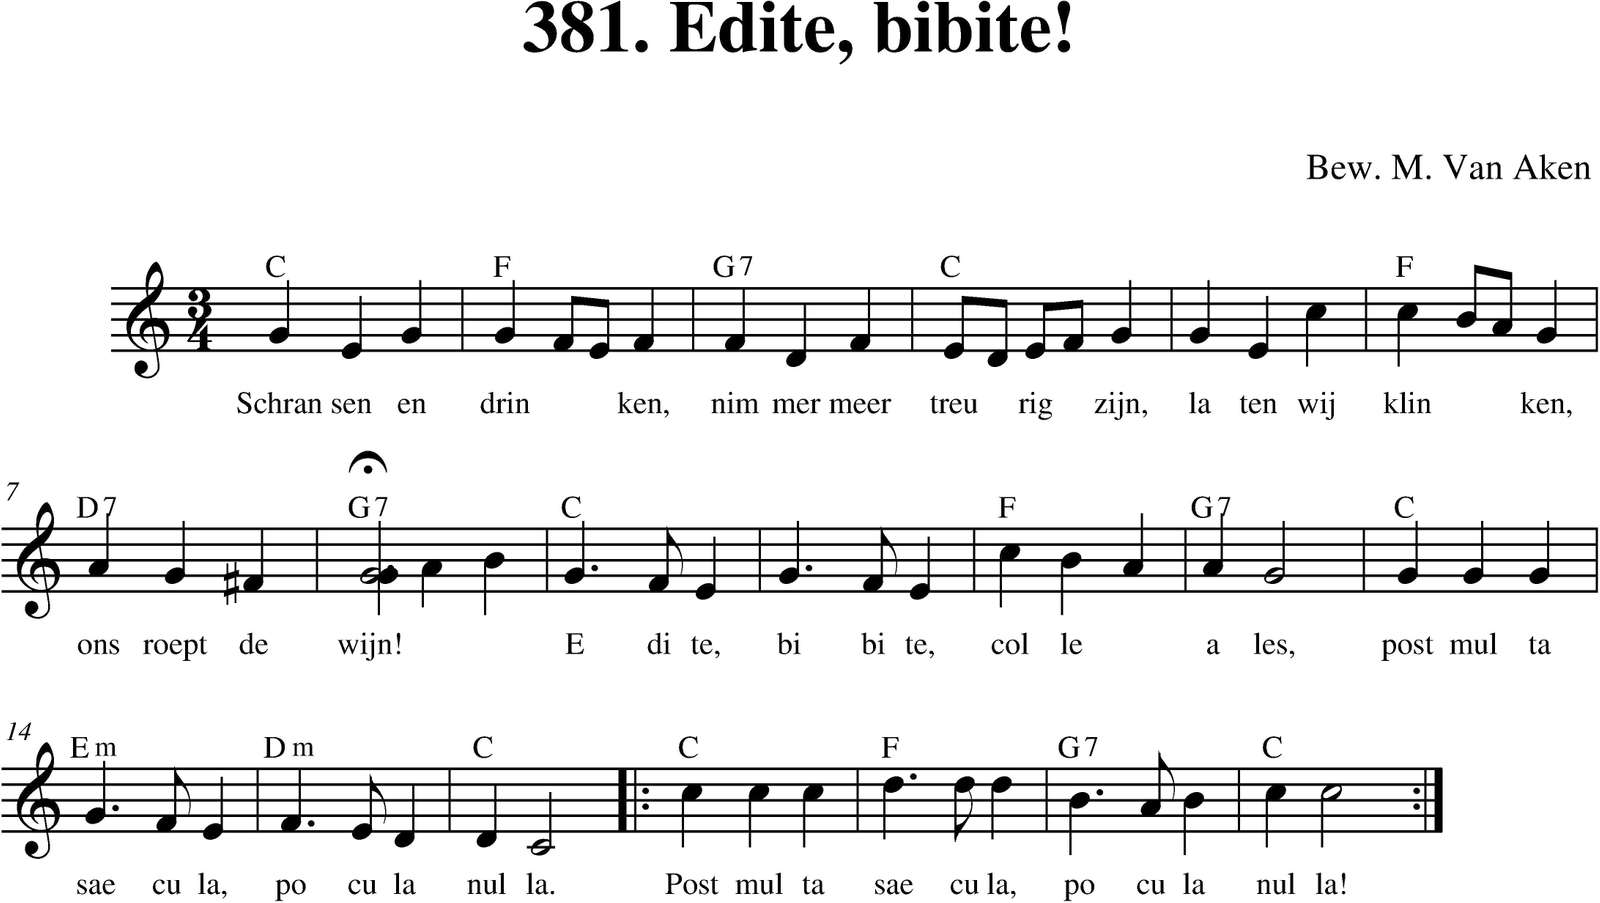 381. Edite, bibite!
Bew. M. Van Aken
C F G7 C F
3
4
Schran sen en drin ken, nim mer meer treu rig zijn, la ten wij klin ken,
7
D7 G7 C F G7 C
ons roept de wijn! E di te, bi bi te, col le a les, post mul ta
14
Em Dm C C F G7 C
sae cu la, po cu la nul la. Post mul ta sae cu la, po cu la nul la!